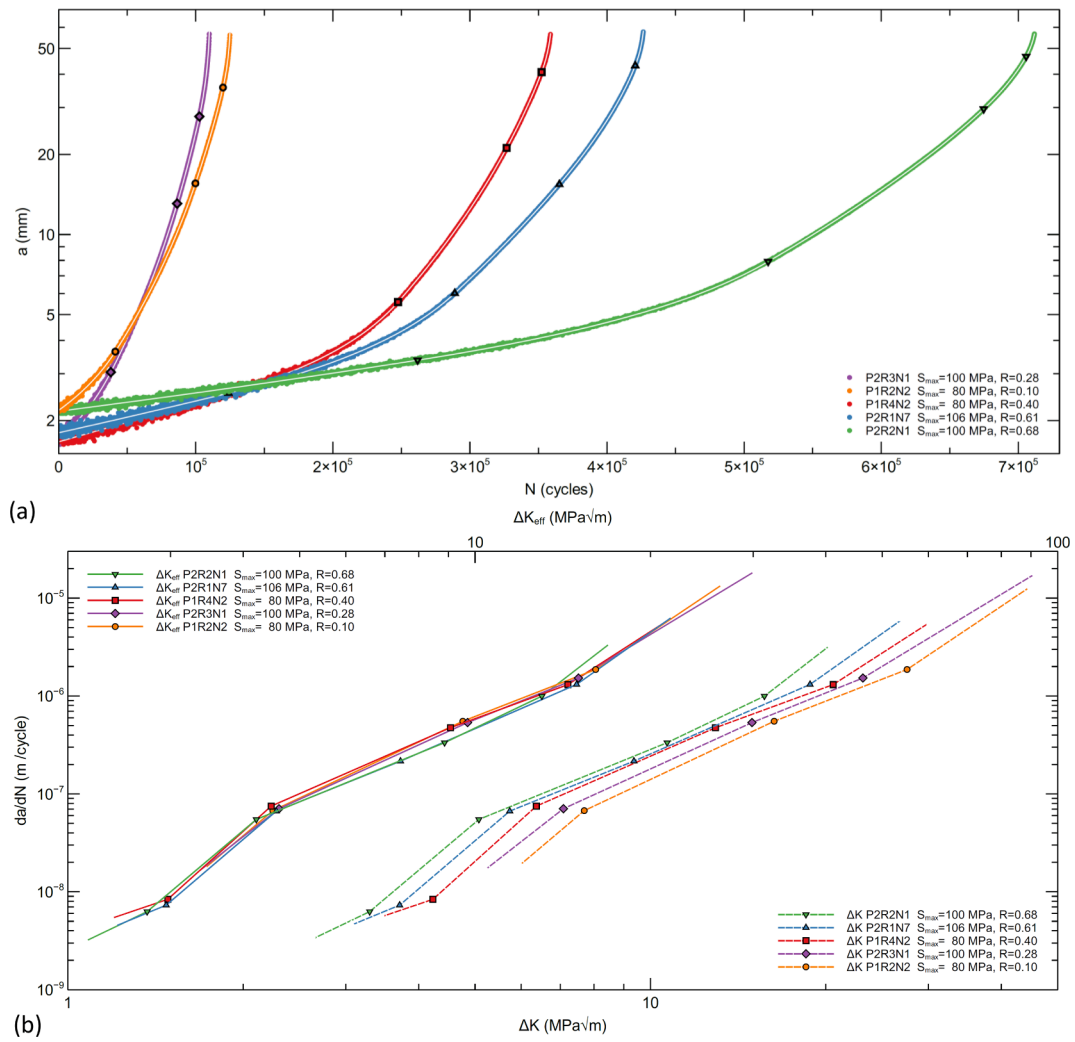 50
20
10
5
2
a (mm)
P2R3N1 Smax=100 MPa, R=0.28
P1R2N2 Smax= 80 MPa, R=0.10
P1R4N2 Smax= 80 MPa, R=0.40
P2R1N7 Smax=106 MPa, R=0.61
P2R2N1 Smax=100 MPa, R=0.68
0 1×10⁵ 2×10⁵ 3×10⁵ 4×10⁵ 5×10⁵ 6×10⁵ 7×10⁵
N (cycles)
(a)
ΔKeff (MPa√m)
10 100
ΔKeff P2R2N1 Smax=100 MPa, R=0.68
ΔKeff P2R1N7 Smax=106 MPa, R=0.61
ΔKeff P1R4N2 Smax= 80 MPa, R=0.40
ΔKeff P2R3N1 Smax=100 MPa, R=0.28
ΔKeff P1R2N2 Smax= 80 MPa, R=0.10
10⁻⁵
10⁻⁶
10⁻⁷
10⁻⁸
10⁻⁹
da/dN (m /cycle)
ΔK P2R2N1 Smax=100 MPa, R=0.68
ΔK P2R1N7 Smax=106 MPa, R=0.61
ΔK P1R4N2 Smax= 80 MPa, R=0.40
ΔK P2R3N1 Smax=100 MPa, R=0.28
ΔK P1R2N2 Smax= 80 MPa, R=0.10
1 10
ΔK (MPa√m)
(b)